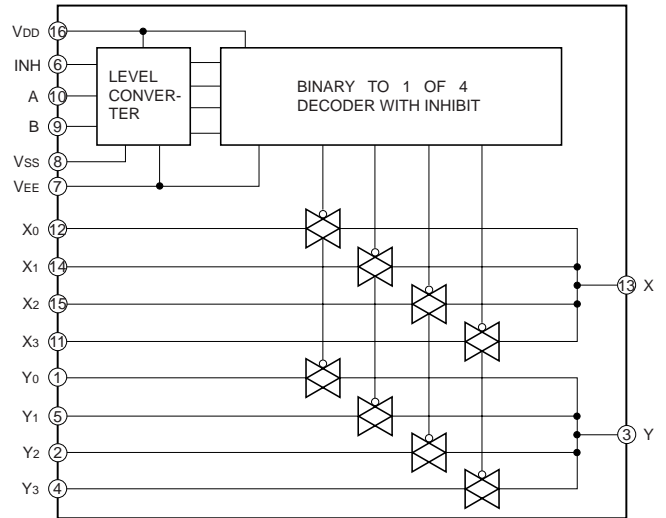 VDD 16
INH 6
A 10
B 9
VSS 8
VEE 7
LEVEL
CONVER-
TER
BINARY TO 1 OF 4
DECODER WITH INHIBIT
X0 12
X1 14
X2 15
X3 11
Y0 1
Y1 5
Y2 2
Y3 4
13 X
3 Y